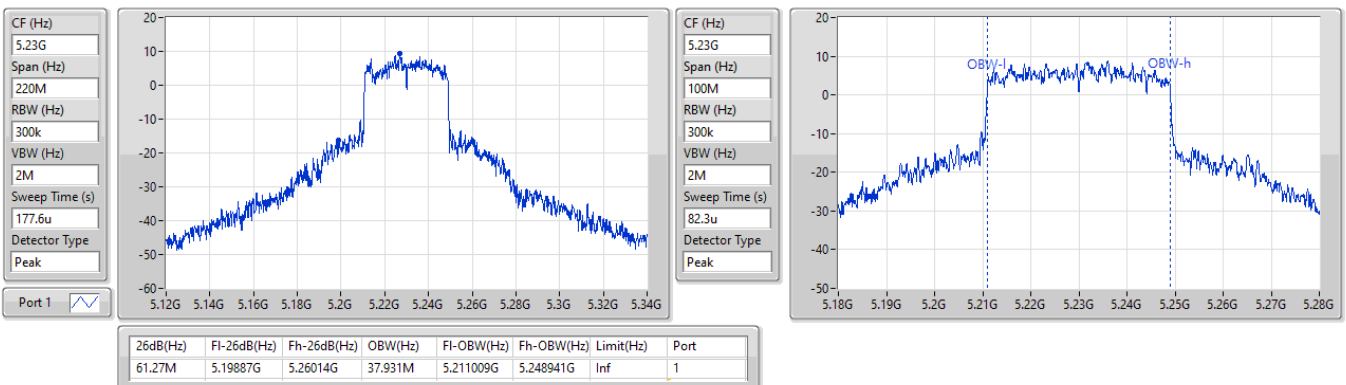 CF (Hz)
5.23G
Span (Hz)
220M
RBW (Hz)
300k
VBW (Hz)
2M
Sweep Time (s)
177.6u
Detector Type
Peak
Port 1
20
10
0
-10
-20
-30
-40
-50
-60
5.12G 5.14G 5.16G 5.18G 5.2G 5.22G 5.24G 5.26G 5.28G 5.3G 5.32G 5.34G
CF (Hz)
5.23G
Span (Hz)
100M
RBW (Hz)
300k
VBW (Hz)
2M
Sweep Time (s)
82.3u
Detector Type
Peak
20
10
0
-10
-20
-30
-40
-50
OBW-l OBW-h
5.18G 5.19G 5.2G 5.21G 5.22G 5.23G 5.24G 5.25G 5.26G 5.27G 5.28G
26dB(Hz) Fl-26dB(Hz) Fh-26dB(Hz) OBW(Hz) Fl-OBW(Hz) Fh-OBW(Hz) Limit(Hz) Port
61.27M 5.19887G 5.26014G 37.931M 5.211009G 5.248941G Inf 1